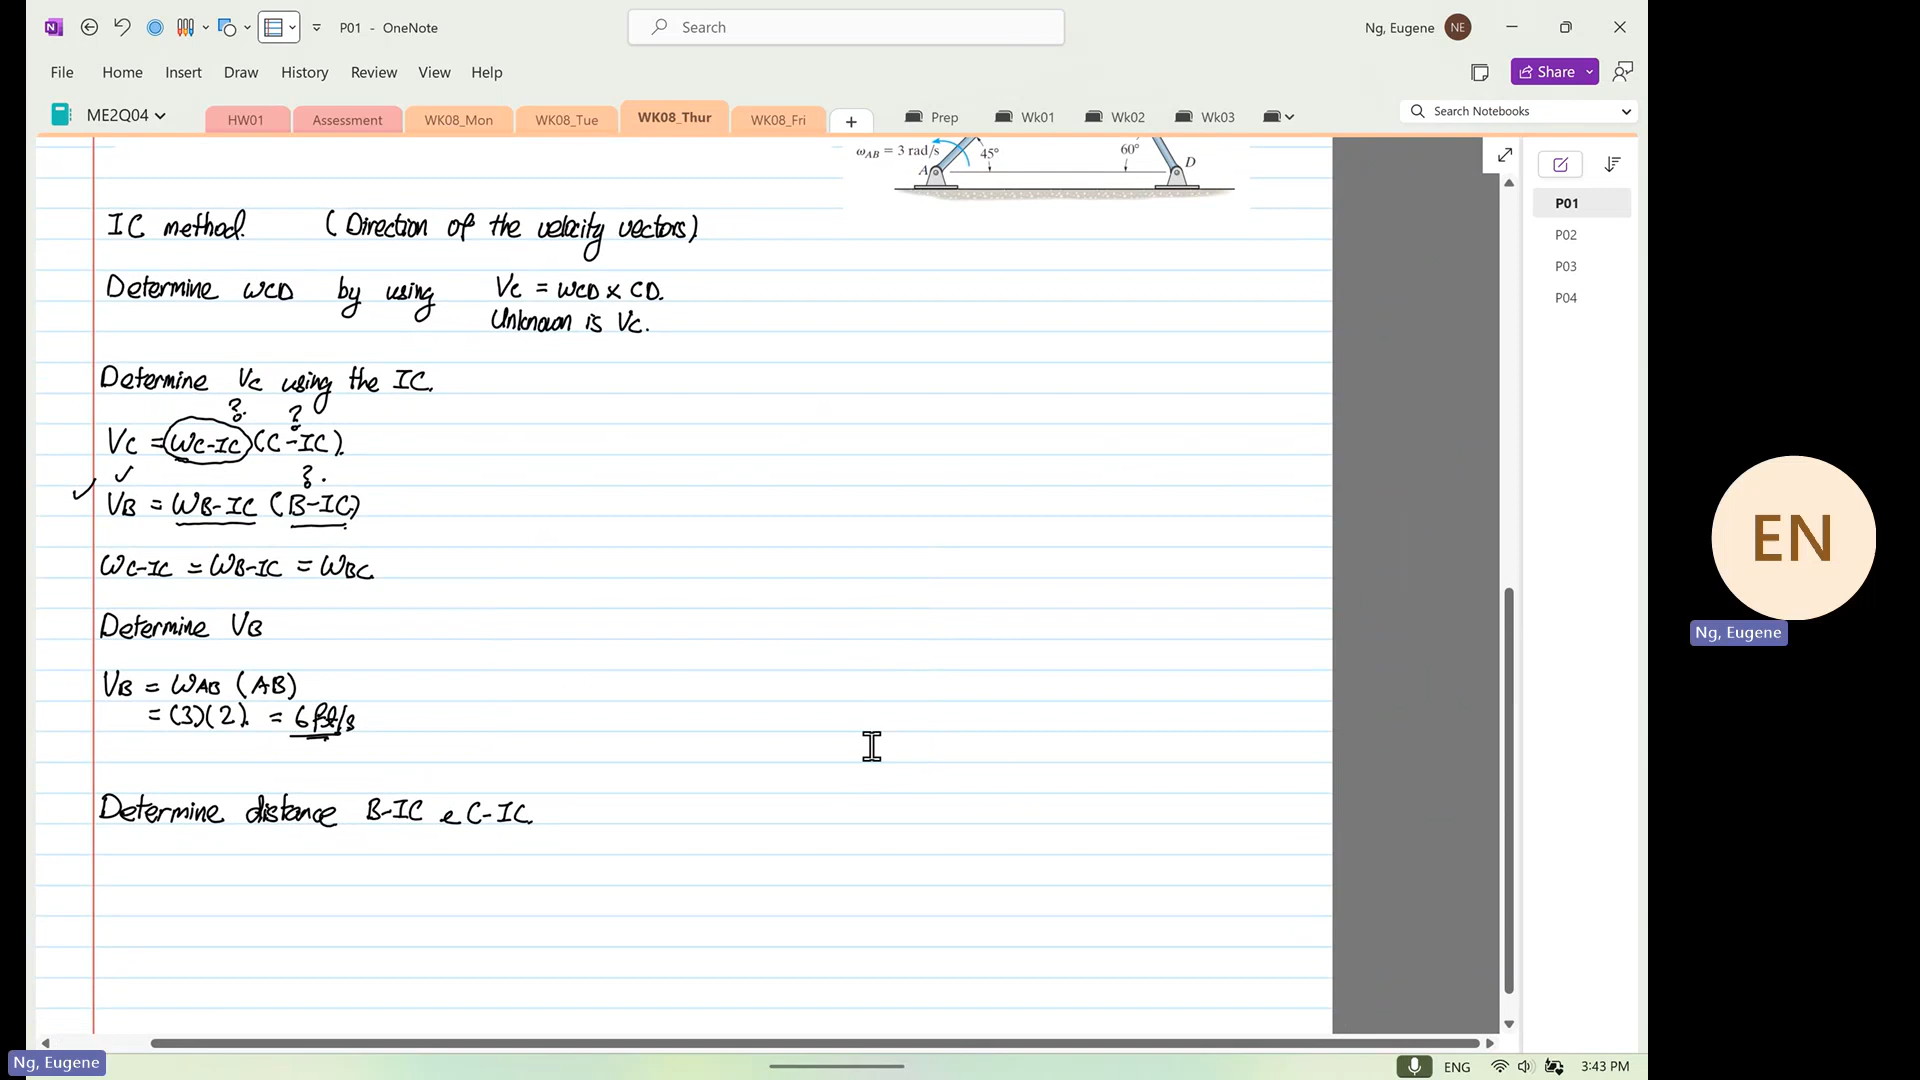 P01 - OneNote
Search
Ng, Eugene
NE
File
Home
Insert
Draw
History
Review
View
Help
Share
ME2Q04
HW01
Assessment
WK08_Mon
WK08_Tue
WK08_Thur
WK08_Fri
Prep
Wk01
Wk02
Wk03
Search Notebooks
P01
P02
P03
P04
ωAB = 3 rad/s
45°
60°
A
D
IC method. (Direction of the velocity vectors)
Determine ωCD by using VC = ωCD x CD.
Unknown is VC.
Determine VC using the IC.
?. ?
VC = ωC-IC (C-IC).
✓ ?.
✓ VB = ωB-IC (B-IC)
ωC-IC = ωB-IC = ωBC.
Determine VB
VB = ωAB (AB)
= (3)(2). = 6 ft/s
Determine distance B-IC e C-IC.
EN
Ng, Eugene
Ng, Eugene
ENG
3:43 PM